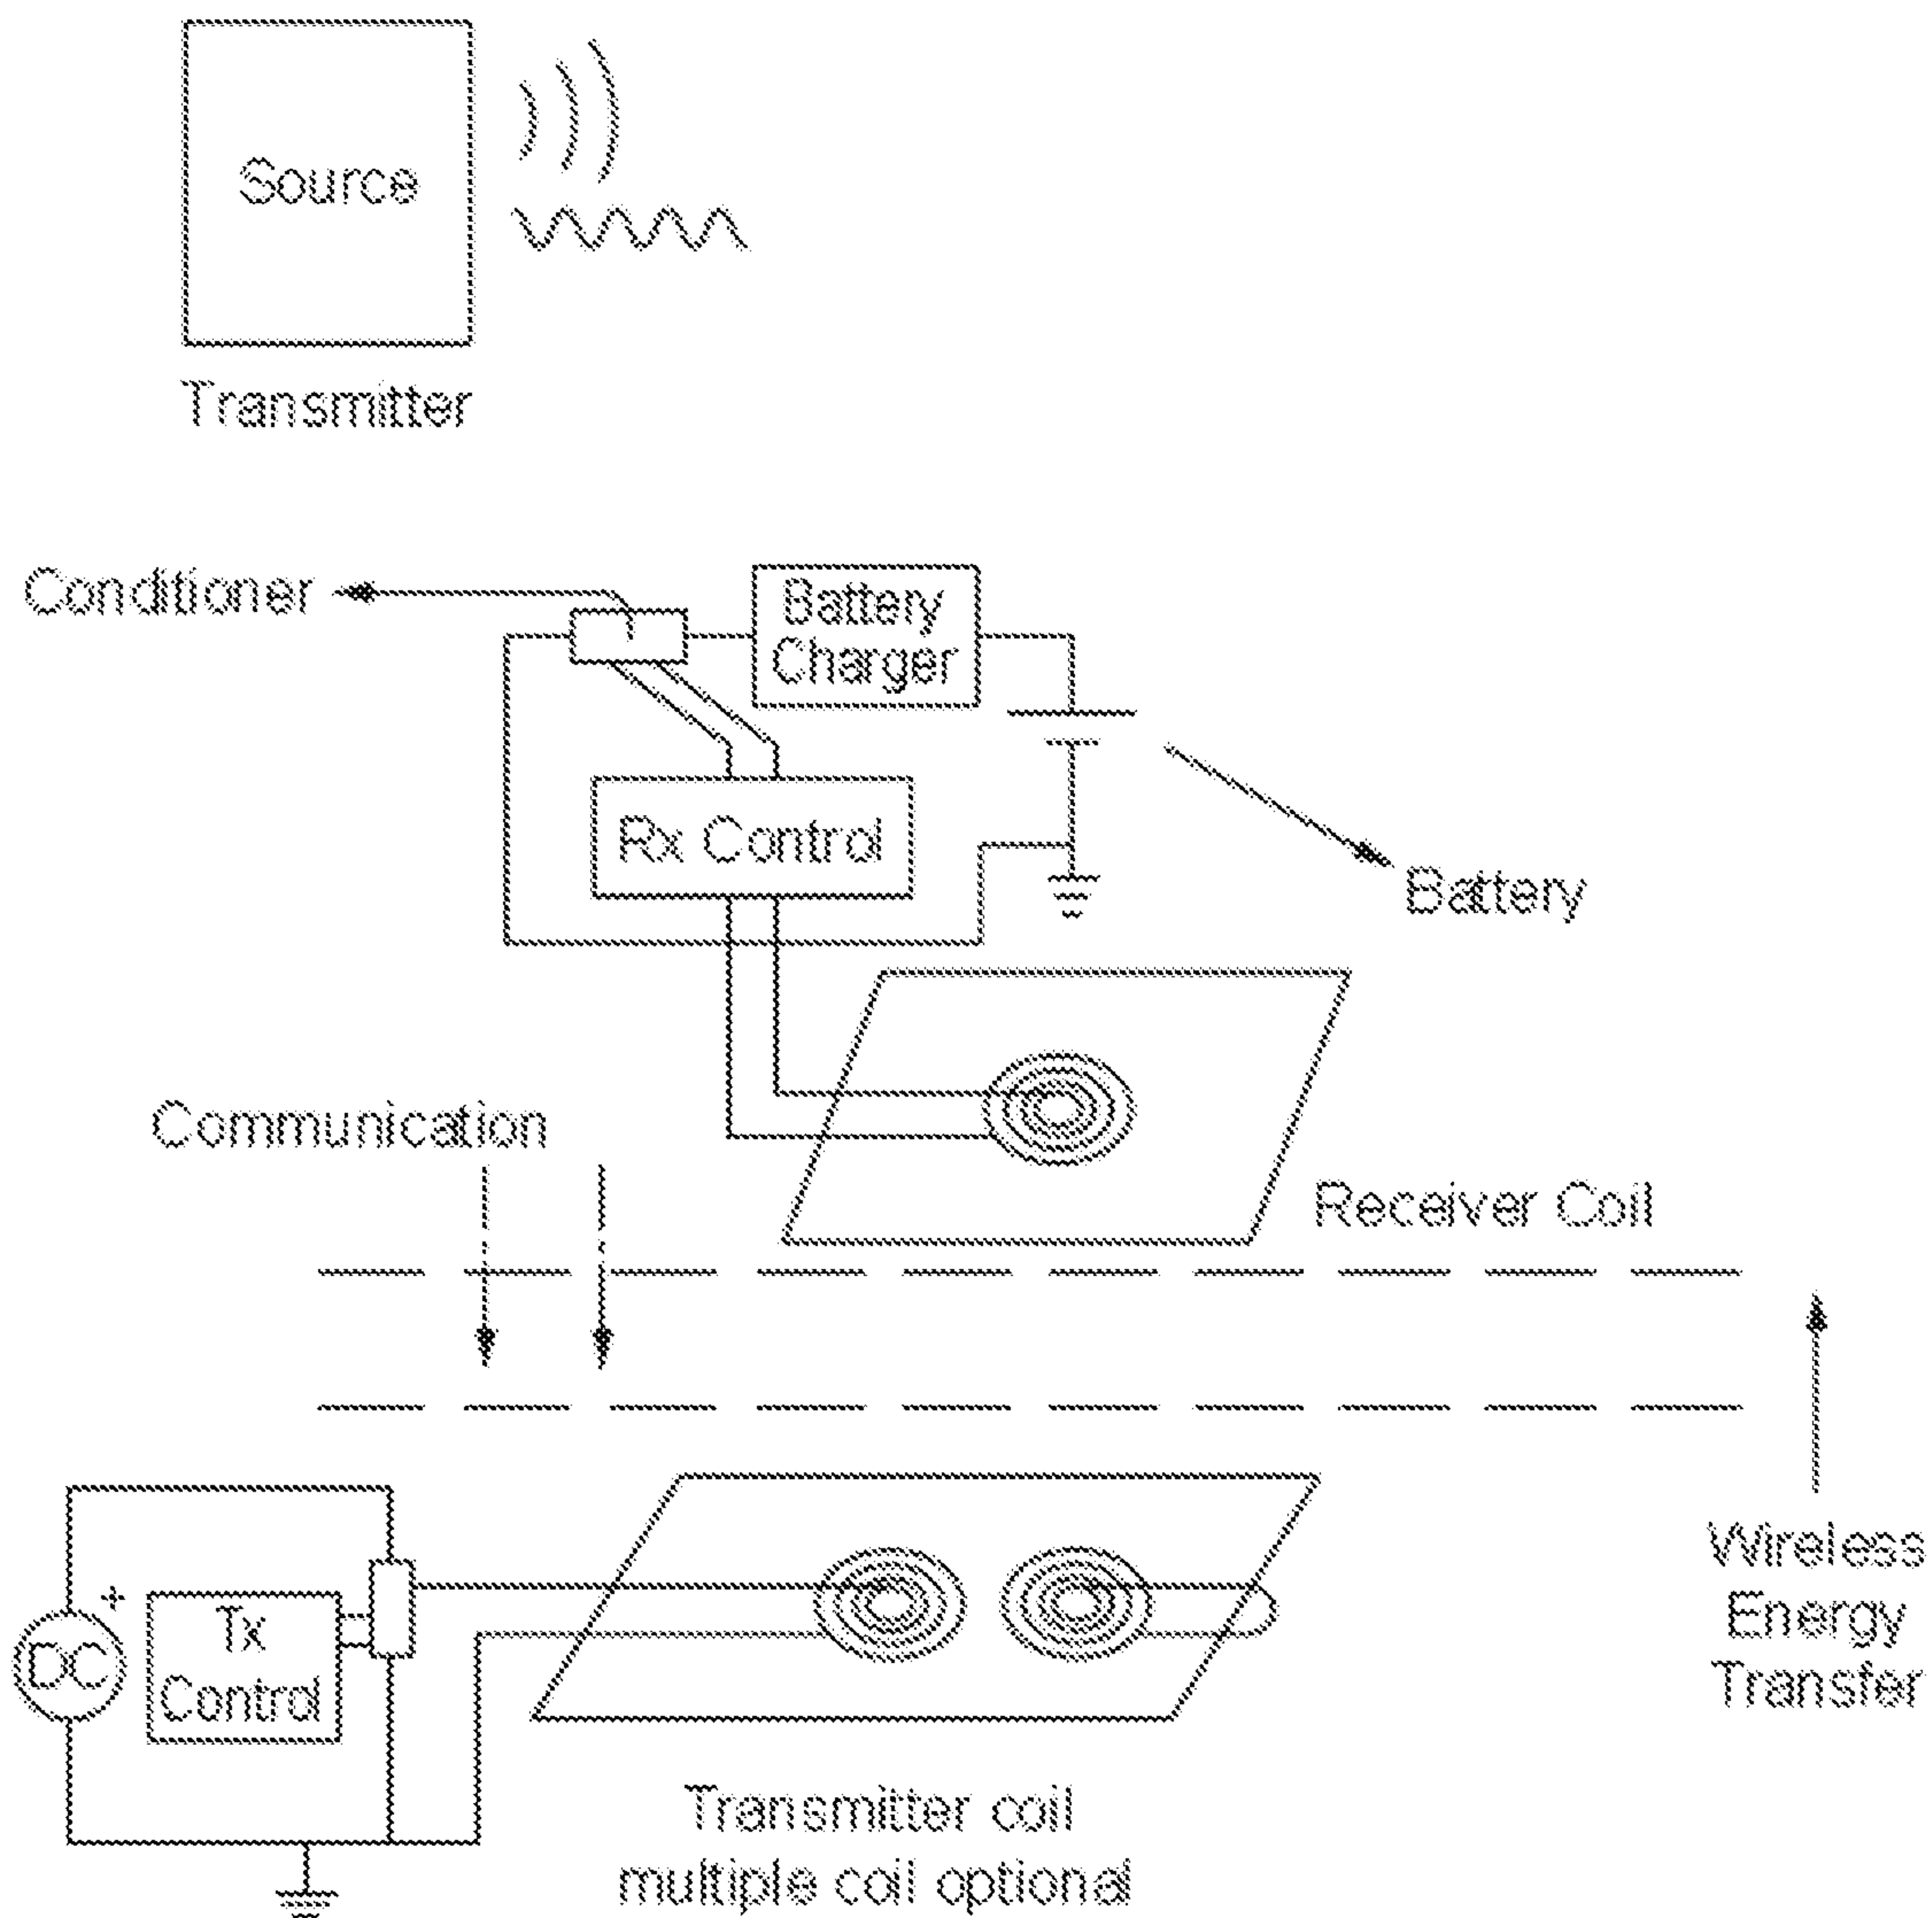 Source
Transmitter
Conditioner
Battery
Charger
Rx Control
Battery
Communication
Receiver Coil
Wireless
Energy
Transfer
+
DC
Tx
Control
Transmitter coil
multiple coil optional